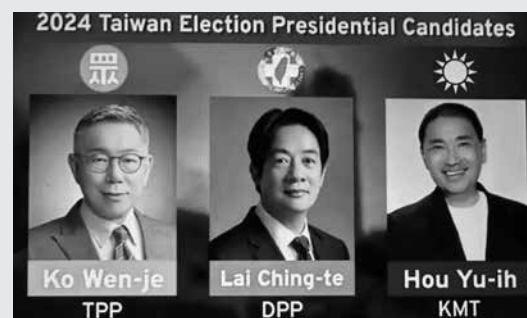 2024 Taiwan Election Presidential Candidates
眾
Ko Wen-je
Lai Ching-te
Hou Yu-ih
TPP
DPP
KMT